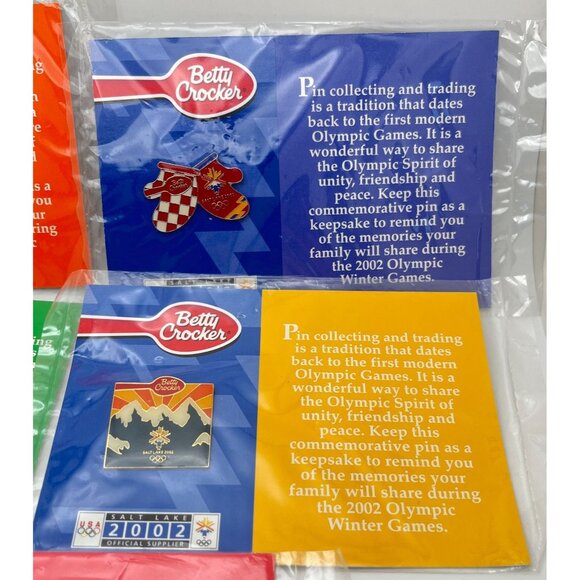 Betty
Crocker
Pin collecting and trading
is a tradition that dates
back to the first modern
Olympic Games. It is a
wonderful way to share
the Olympic Spirit of
unity, friendship and
peace. Keep this
commemorative pin as a
keepsake to remind you
of the memories your
family will share during
the 2002 Olympic
Winter Games.
SALT LAKE
Betty
Crocker
Betty
Crocker
SALT LAKE 2002
Pin collecting and trading
is a tradition that dates
back to the first modern
Olympic Games. It is a
wonderful way to share
the Olympic Spirit of
unity, friendship and
peace. Keep this
commemorative pin as a
keepsake to remind you
of the memories your
family will share during
the 2002 Olympic
Winter Games.
USA
SALT LAKE
2002
OFFICIAL SUPPLIER
is a
your